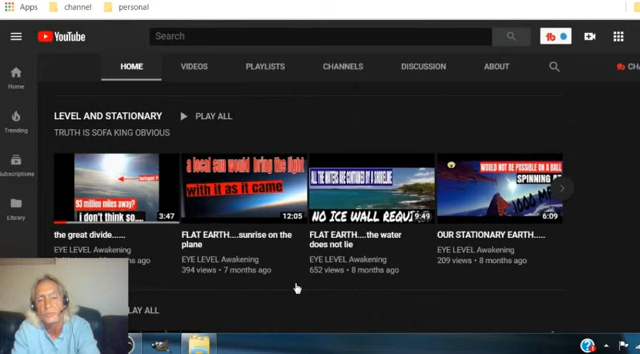 Apps channel personal
YouTube
Search
HOME VIDEOS PLAYLISTS CHANNELS DISCUSSION ABOUT
Home
Trending
Subscriptions
Library
LEVEL AND STATIONARY PLAY ALL
TRUTH IS SOFA KING OBVIOUS
93 million miles away?
i don't think so....
3:47
a local sun would bring the light
with it as it came
12:05
ALL THE WATERS ARE CONTAINED BY A SHORELINE
NO ICE WALL REQUI
9:49
WOULD NOT BE POSSIBLE ON A BALL
SPINNING A
1000 M
6:09
the great divide......
EYE LEVEL Awakening
months ago
FLAT EARTH....sunrise on the
plane
EYE LEVEL Awakening
394 views • 7 months ago
FLAT EARTH....the water
does not lie
EYE LEVEL Awakening
652 views • 8 months ago
OUR STATIONARY EARTH.....
EYE LEVEL Awakening
209 views • 8 months ago
AY ALL